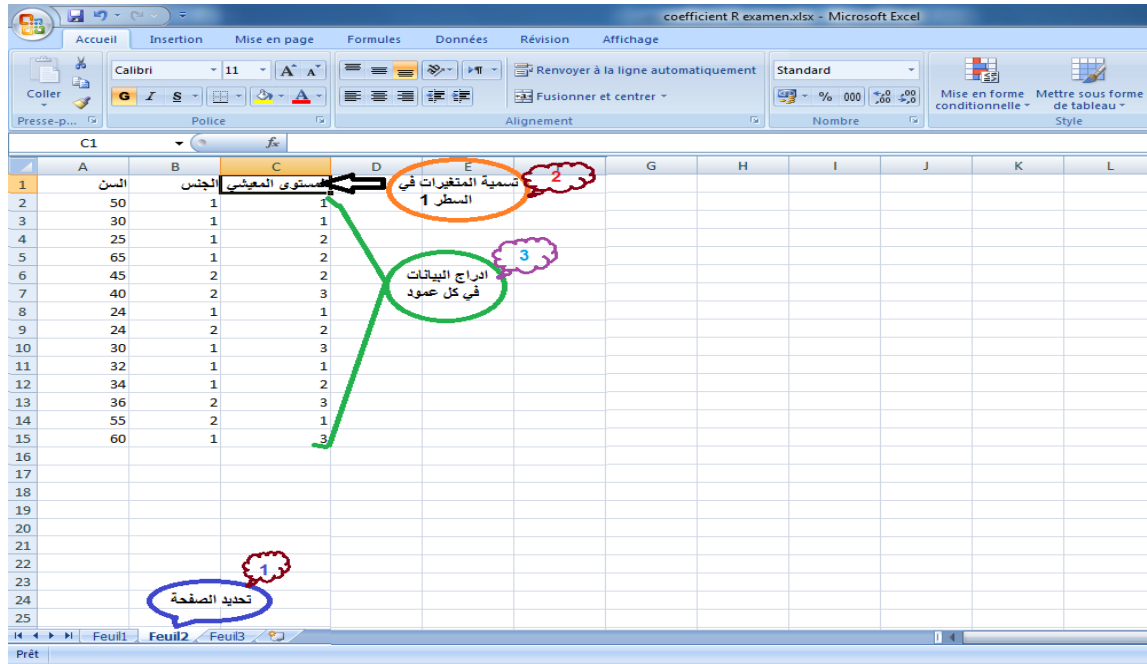 coefficient R examen.xlsx - Microsoft Excel
Accueil Insertion Mise en page Formules Données Révision Affichage
Coller
Calibri 11 A A
G I S A
Renvoyer à la ligne automatiquement
Fusionner et centrer
Standard
% 000
Mise en forme conditionnelle
Mettre sous forme de tableau
Presse-p... Police Alignement Nombre Style
C1 fx
A B C D E G H I J K L
1 السن الجنس المستوى المعيشي
2 50 1 1
3 30 1 1
4 25 1 2
5 65 1 2
6 45 2 2
7 40 2 3
8 24 1 1
9 24 2 2
10 30 1 3
11 32 1 1
12 34 1 2
13 36 2 3
14 55 2 1
15 60 1 3
16
17
18
19
20
21
22
23
24
25
تسمية المتغيرات في
السطر 1
2
3
ادراج البيانات
في كل عمود
1
تحديد الصفحة
Feuil1 Feuil2 Feuil3
Prêt